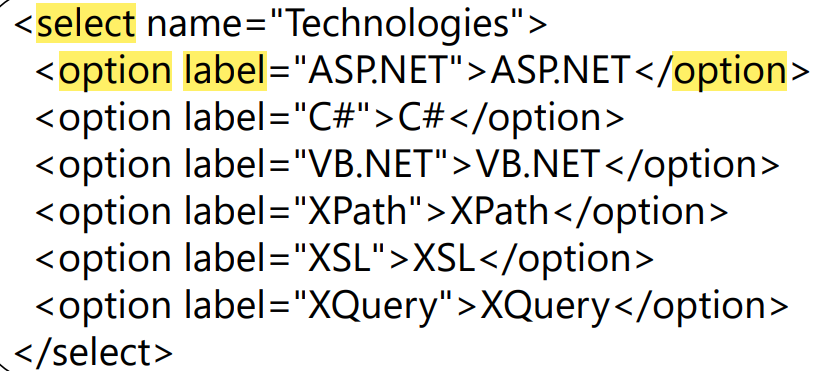 <select name="Technologies">
<option label="ASP.NET">ASP.NET</option>
<option label="C#">C#</option>
<option label="VB.NET">VB.NET</option>
<option label="XPath">XPath</option>
<option label="XSL">XSL</option>
<option label="XQuery">XQuery</option>
</select>